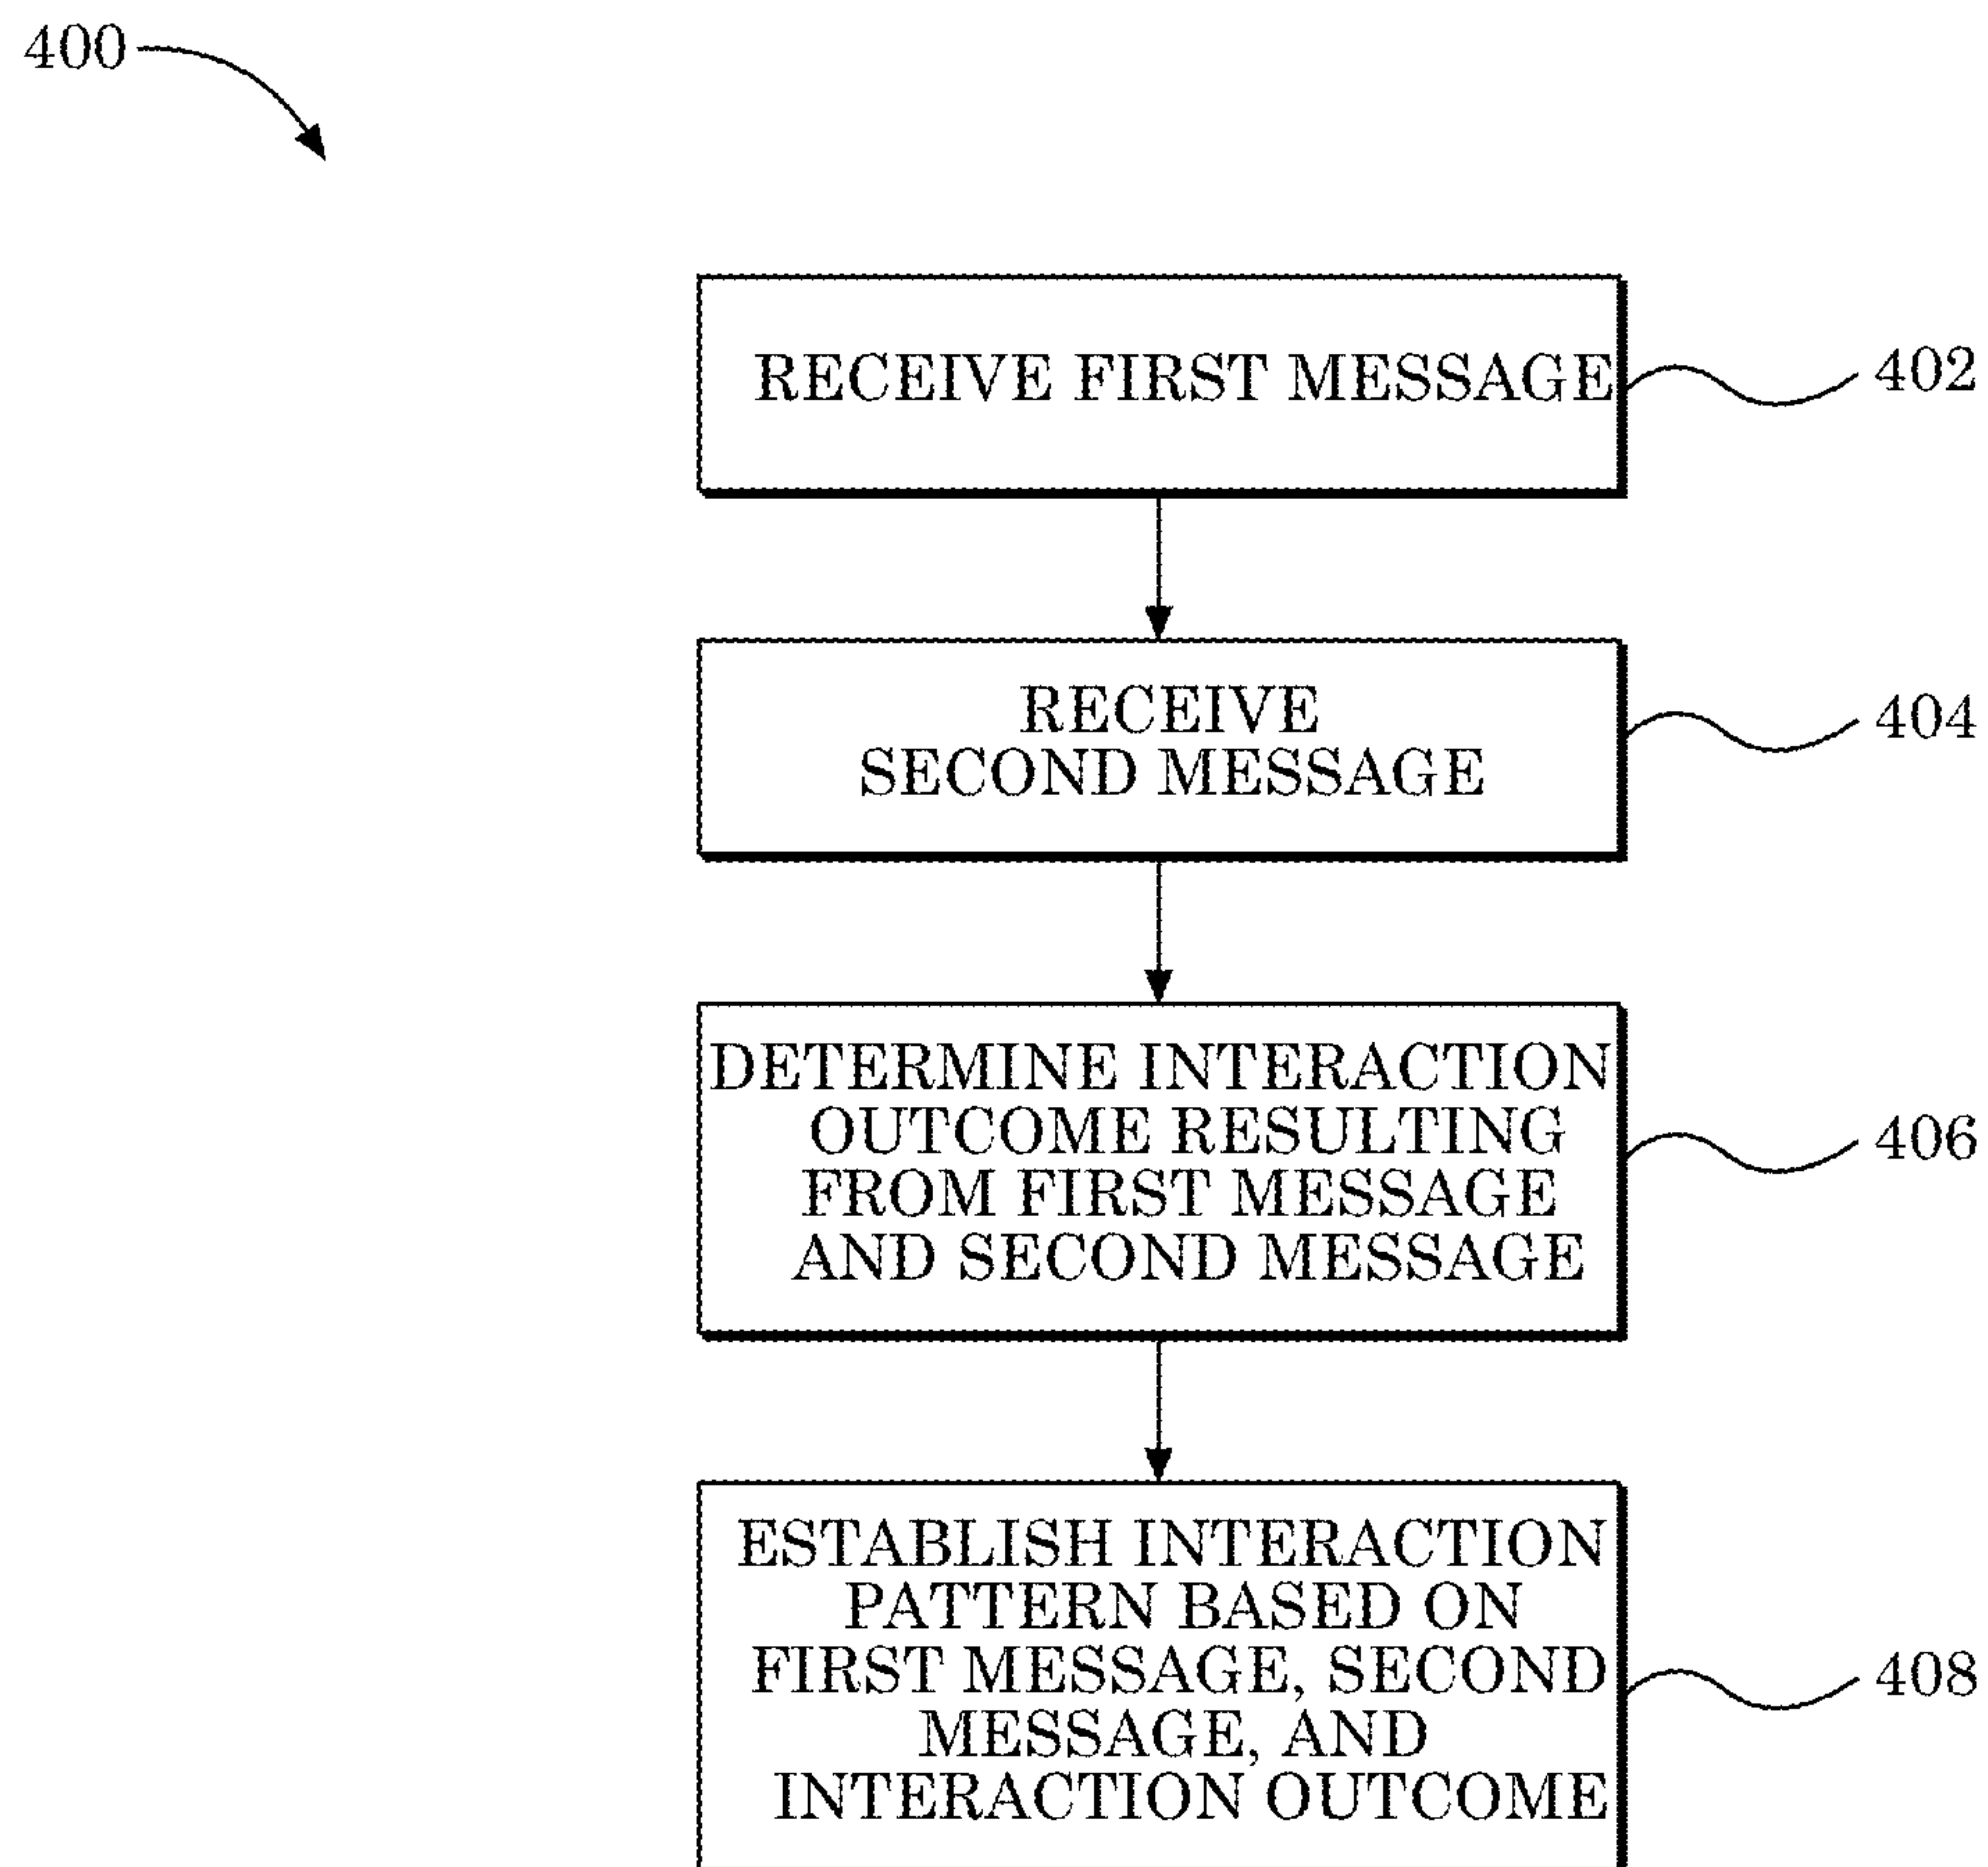 400
RECEIVE FIRST MESSAGE
402
RECEIVE
SECOND MESSAGE
404
DETERMINE INTERACTION
OUTCOME RESULTING
FROM FIRST MESSAGE
AND SECOND MESSAGE
406
ESTABLISH INTERACTION
PATTERN BASED ON
FIRST MESSAGE, SECOND
MESSAGE, AND
INTERACTION OUTCOME
408